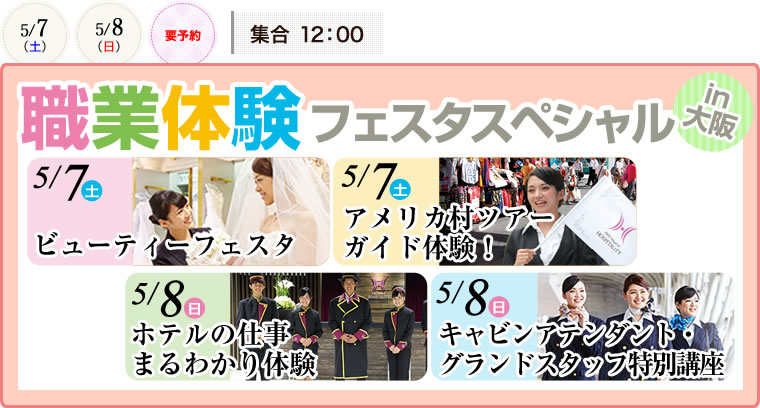 5/7
(土)
5/8
(日)
要予約
集合 12:00
職業体験 フェスタスペシャル in 大阪
5/7 土
ビューティーフェスタ
5/7 土
アメリカ村ツアー
ガイド体験!
HOSPITALITY
5/8 日
ホテルの仕事
まるわかり体験
5/8 日
キャビンアテンダント・
グランドスタッフ特別講座